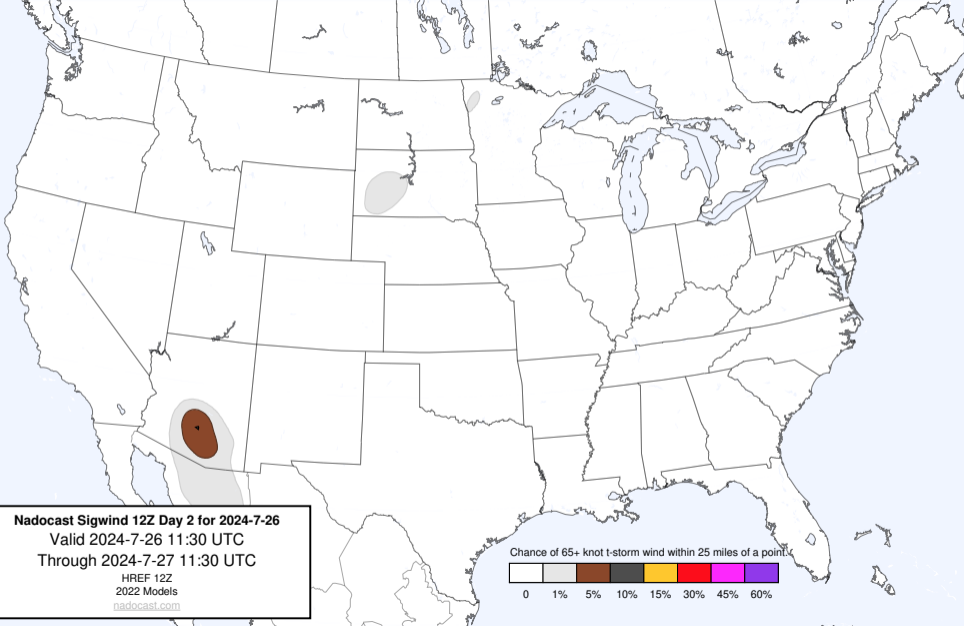 Nadocast Sigwind 12Z Day 2 for 2024-7-26
Valid 2024-7-26 11:30 UTC
Through 2024-7-27 11:30 UTC
HREF 12Z
2022 Models
nadocast.com
Chance of 65+ knot t-storm wind within 25 miles of a point.
0 1% 5% 10% 15% 30% 45% 60%